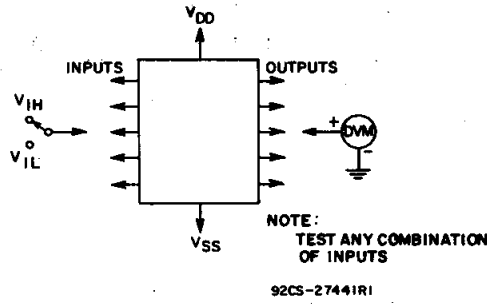 VDD
INPUTS
OUTPUTS
VIH
VIL
+
DVM
-
VSS
NOTE:
TEST ANY COMBINATION
OF INPUTS
92CS-27441R1